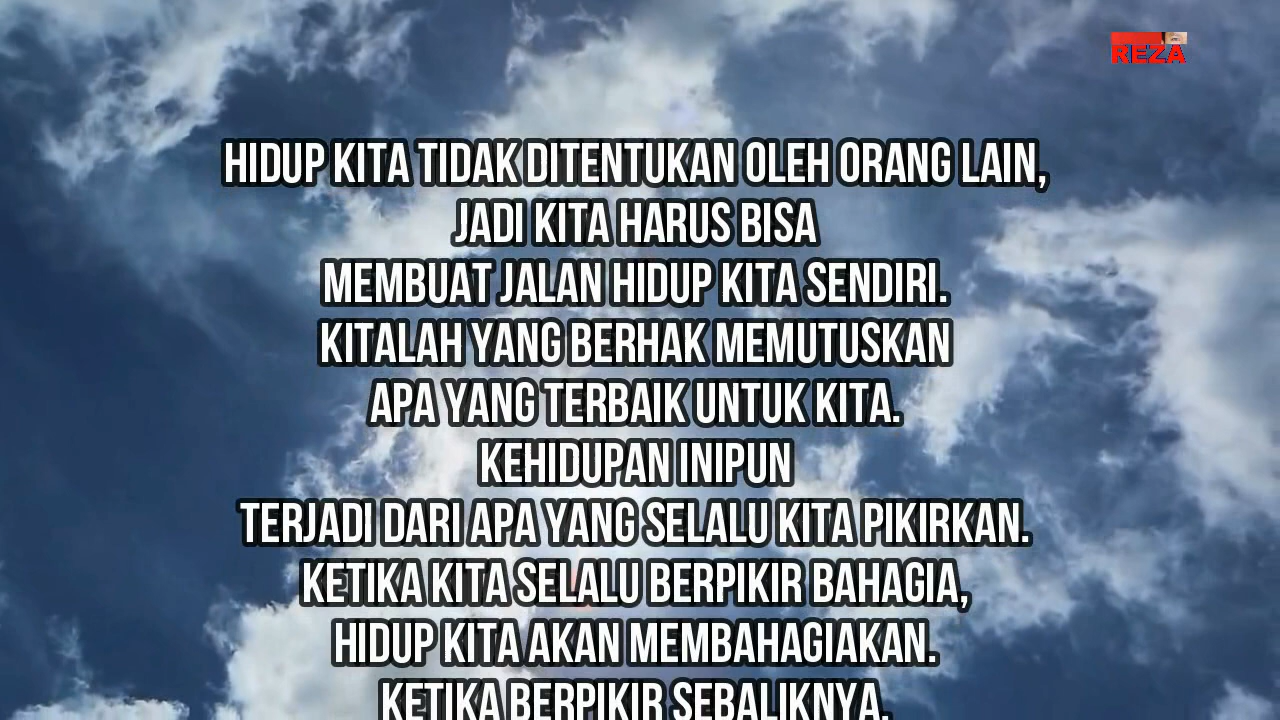 REZA
HIDUP KITA TIDAK DITENTUKAN OLEH ORANG LAIN,
JADI KITA HARUS BISA
MEMBUAT JALAN HIDUP KITA SENDIRI.
KITALAH YANG BERHAK MEMUTUSKAN
APA YANG TERBAIK UNTUK KITA.
KEHIDUPAN INIPUN
TERJADI DARI APA YANG SELALU KITA PIKIRKAN.
KETIKA KITA SELALU BERPIKIR BAHAGIA,
HIDUP KITA AKAN MEMBAHAGIAKAN.
KETIKA BERPIKIR SEBALIKNYA,